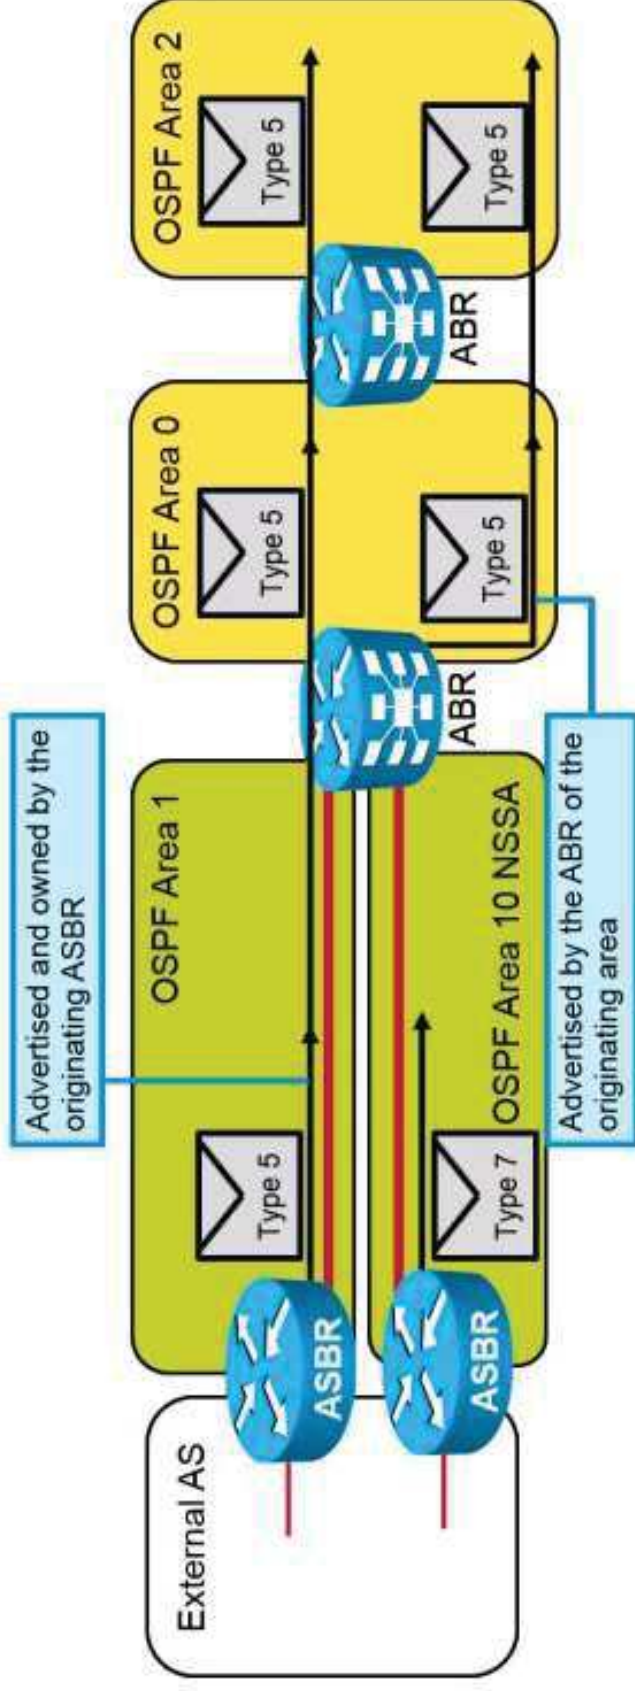 Advertised and owned by the
originating ASBR
External AS
OSPF Area 1
OSPF Area 0
OSPF Area 2
Type 5
Type 5
Type 5
ASBR
ABR
ABR
ASBR
Type 7
Type 5
Type 5
OSPF Area 10 NSSA
Advertised by the ABR of the
originating area